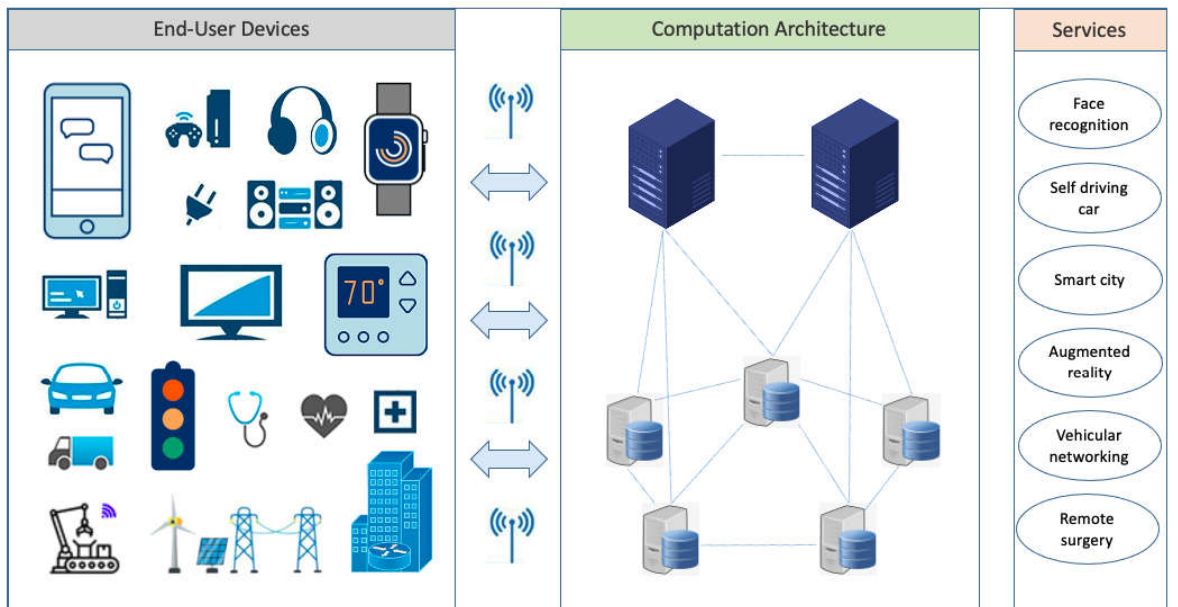 End-User Devices
Computation Architecture
Services
70°
Face
recognition
Self driving
car
Smart city
Augmented
reality
Vehicular
networking
Remote
surgery